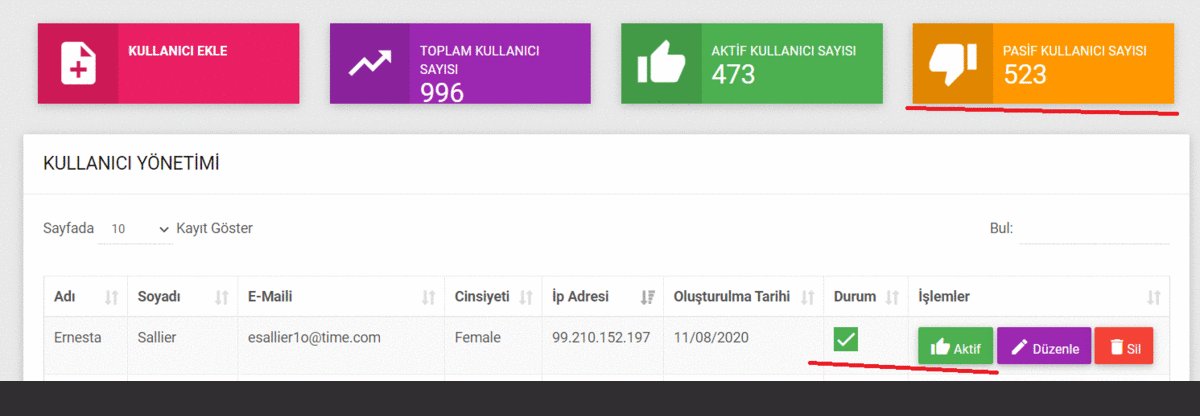 KULLANICI EKLE
TOPLAM KULLANICI
SAYISI
996
AKTİF KULLANICI SAYISI
473
PASİF KULLANICI SAYISI
523
KULLANICI YÖNETİMİ
Sayfada 10 Kayıt Göster
Bul:
Adı Soyadı E-Maili Cinsiyeti İp Adresi Oluşturulma Tarihi Durum İşlemler
Ernesta Sallier esallier1o@time.com Female 99.210.152.197 11/08/2020 Aktif Düzenle Sil